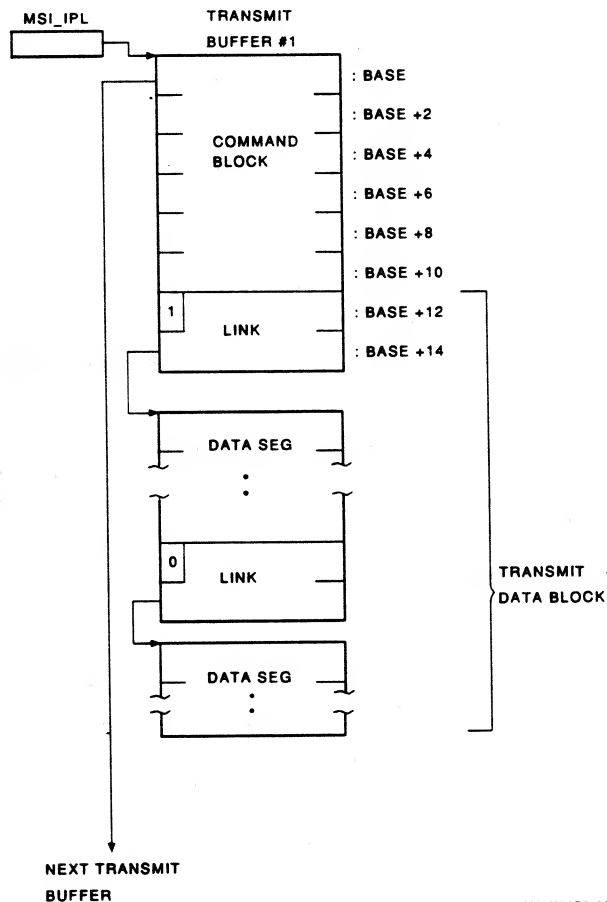 MSI_IPL
TRANSMIT
BUFFER #1
: BASE
: BASE +2
COMMAND
BLOCK
: BASE +4
: BASE +6
: BASE +8
: BASE +10
1
LINK
: BASE +12
: BASE +14
DATA SEG
0
LINK
TRANSMIT
DATA BLOCK
DATA SEG
NEXT TRANSMIT
BUFFER